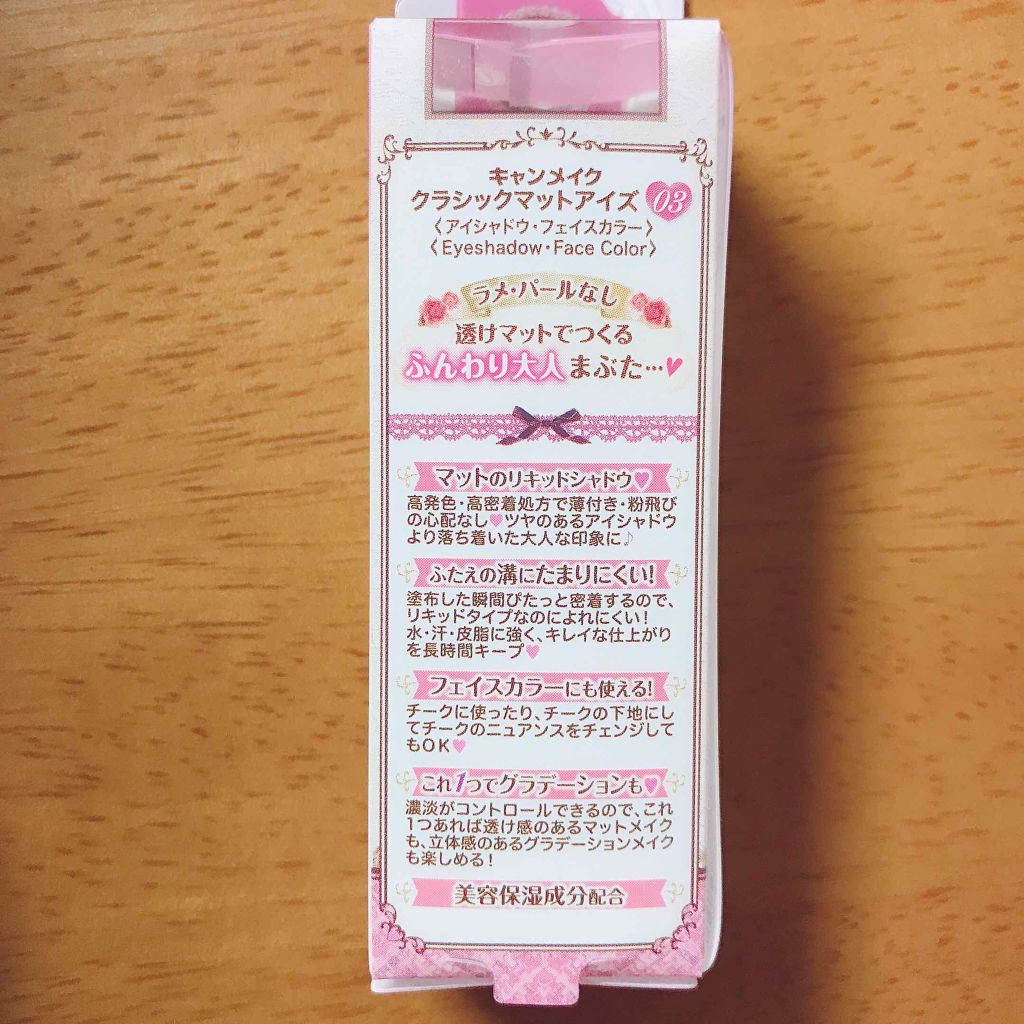 キャンメイク
クラシックマットアイズ 03
〈アイシャドウ・フェイスカラー〉
〈Eyeshadow・Face Color〉
ラメ・パールなし
透けマットでつくる
ふんわり大人まぶた…♥
マットのリキッドシャドウ♥
高発色・高密着処方で薄付き・粉飛び
の心配なし♥ツヤのあるアイシャドウ
より落ち着いた大人な印象に♪
ふたえの溝にたまりにくい!
塗布した瞬間ぴたっと密着するので、
リキッドタイプなのによれにくい!
水・汗・皮脂に強く、キレイな仕上がり
を長時間キープ♥
フェイスカラーにも使える!
チークに使ったり、チークの下地にし
てチークのニュアンスをチェンジして
もOK♥
これ1つでグラデーションも♥
濃淡がコントロールできるので、これ
1つあれば透け感のあるマットメイク
も、立体感のあるグラデーションメイク
も楽しめる!
美容保湿成分配合